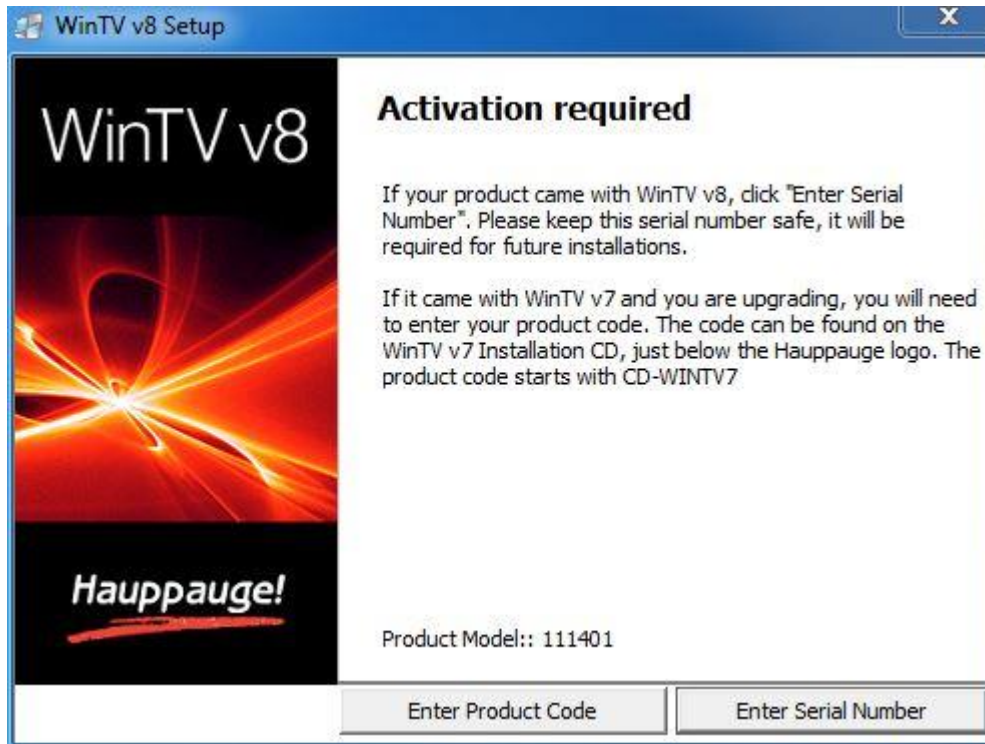 WinTV v8 Setup
WinTV v8
Activation required
If your product came with WinTV v8, click "Enter Serial
Number". Please keep this serial number safe, it will be
required for future installations.
If it came with WinTV v7 and you are upgrading, you will need
to enter your product code. The code can be found on the
WinTV v7 Installation CD, just below the Hauppauge logo. The
product code starts with CD-WINTV7
Hauppauge!
Product Model:: 111401
Enter Product Code
Enter Serial Number